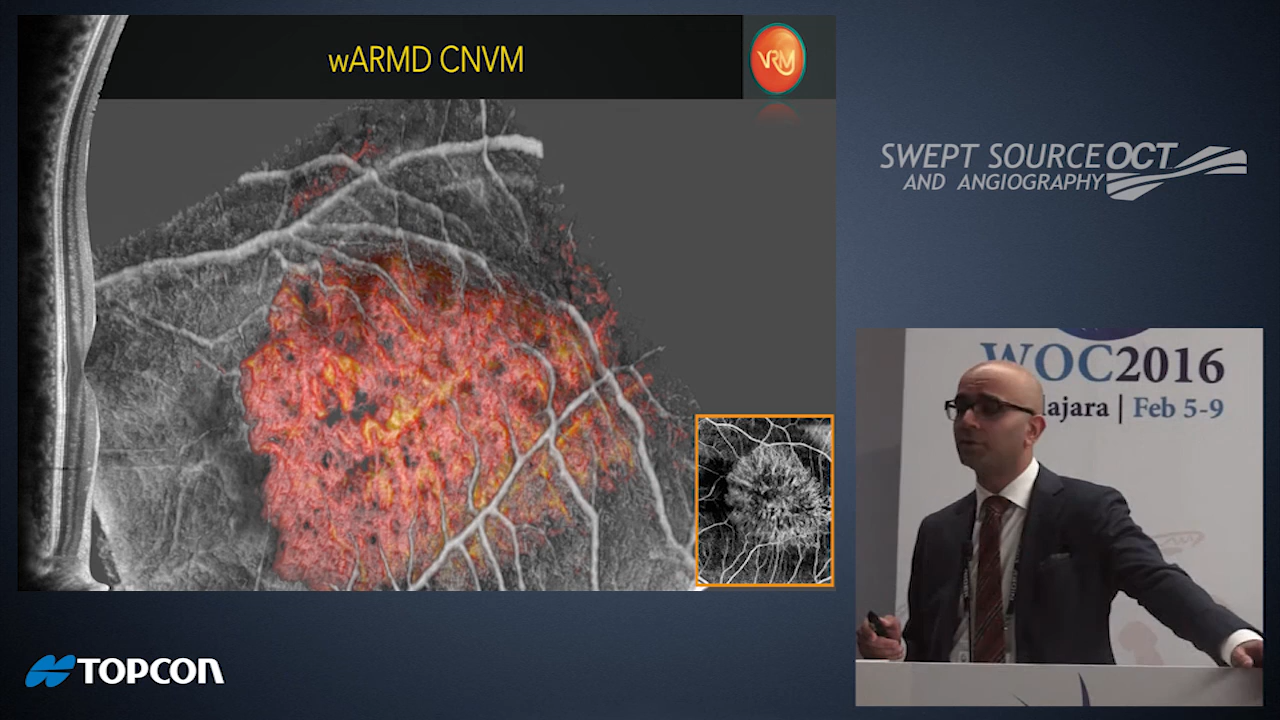 wARMD CNVM
VRM
SWEPT SOURCE OCT
AND ANGIOGRAPHY
WOC2016
lajara | Feb 5-9
TOPCON